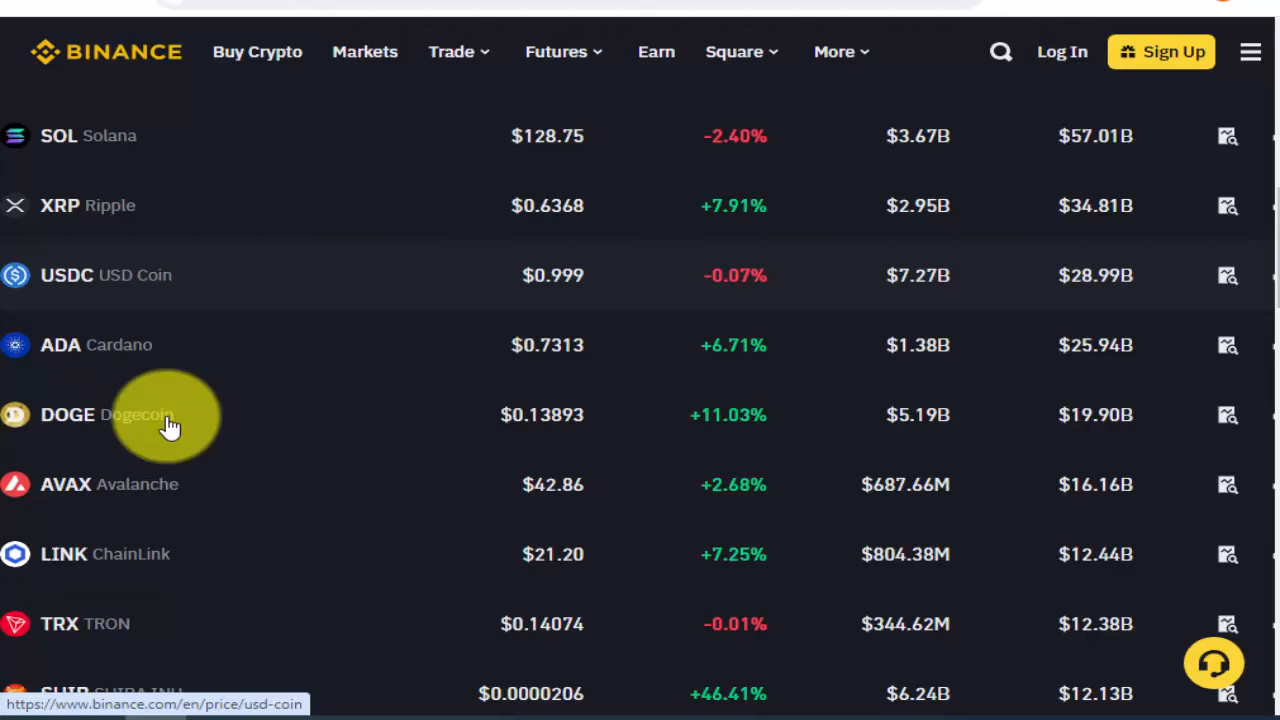 BINANCE Buy Crypto Markets Trade Futures Earn Square More Log In Sign Up
SOL Solana $128.75 -2.40% $3.67B $57.01B
XRP Ripple $0.6368 +7.91% $2.95B $34.81B
USDC USD Coin $0.999 -0.07% $7.27B $28.99B
ADA Cardano $0.7313 +6.71% $1.38B $25.94B
DOGE Dogecoin $0.13893 +11.03% $5.19B $19.90B
AVAX Avalanche $42.86 +2.68% $687.66M $16.16B
LINK ChainLink $21.20 +7.25% $804.38M $12.44B
TRX TRON $0.14074 -0.01% $344.62M $12.38B
SHIB SHIBA INU $0.0000206 +46.41% $6.24B $12.13B
https://www.binance.com/en/price/usd-coin